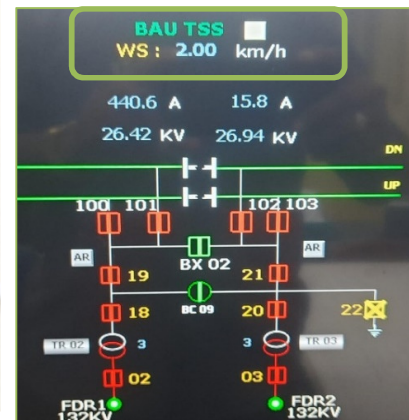 BAU TSS
WS : 2.00 km/h
440.6 A 15.8 A
26.42 KV 26.94 KV
DN
UP
100 101 102 103
AR AR
BX 02
19 21
18 BC 09 20 22
TR 02 3 3 TR 03
02 03
FDR1 FDR2
132KV 132KV